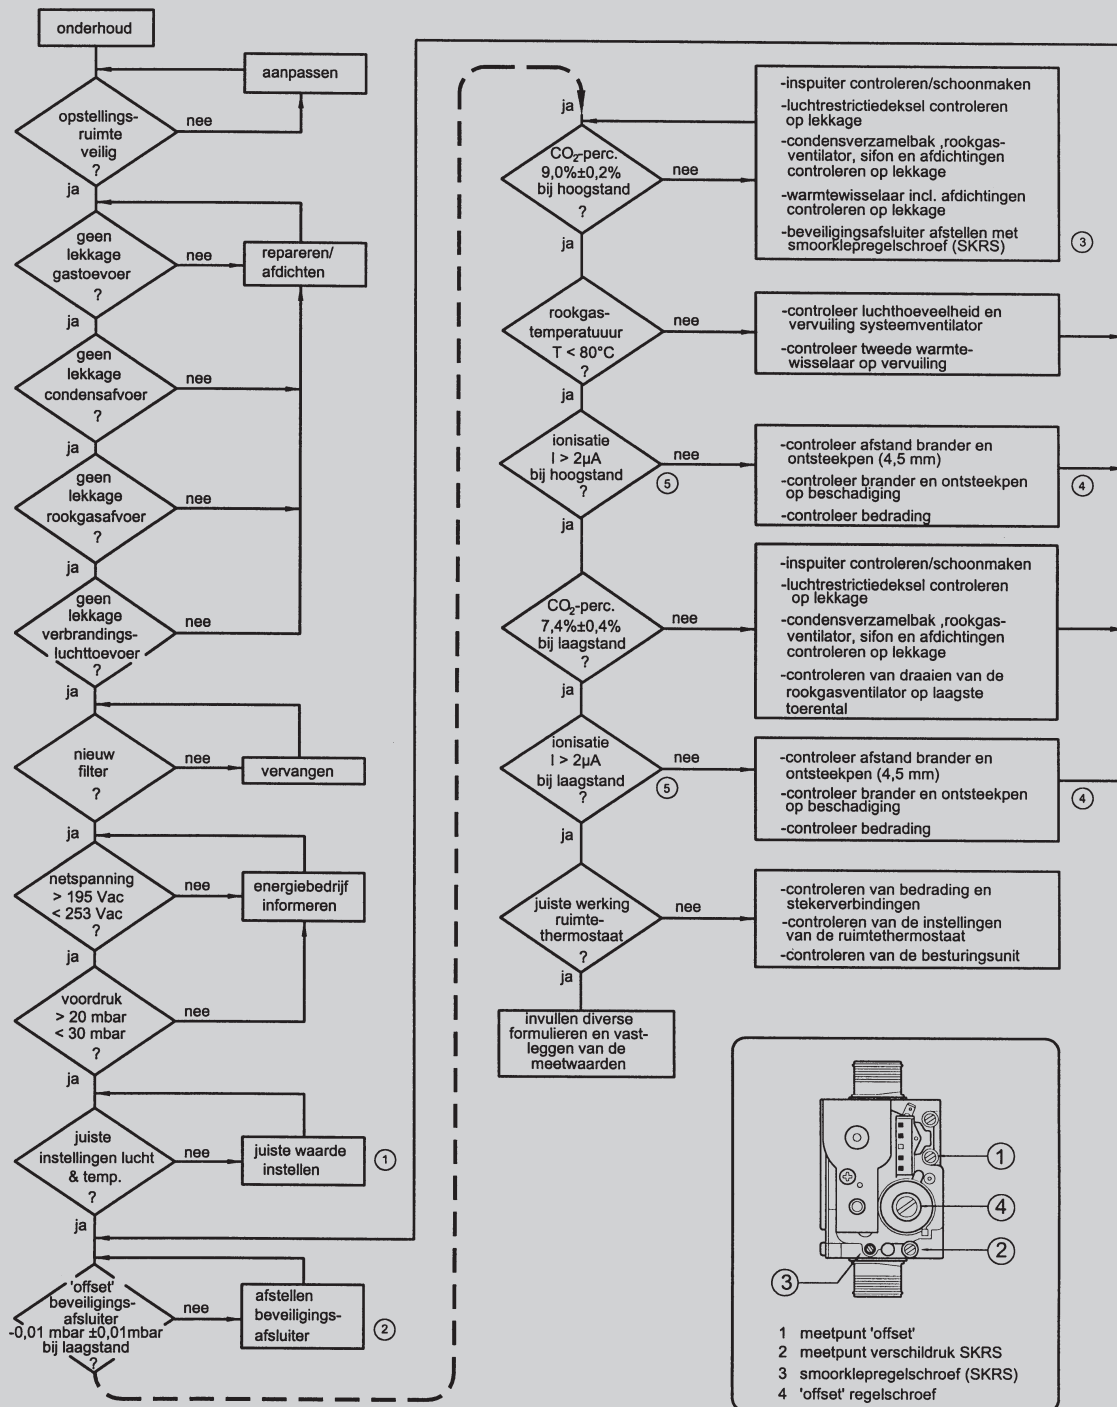 onderhoud
aanpassen
opstellings-
ruimte
veilig
?
nee
ja
geen
lekkage
gastoevoer
?
nee
repareren/
afdichten
ja
geen
lekkage
condensafvoer
?
nee
ja
geen
lekkage
rookgasafvoer
?
nee
ja
geen
lekkage
verbrandings-
luchttoevoer
?
nee
ja
nieuw
filter
?
nee
vervangen
ja
netspanning
> 195 Vac
< 253 Vac
?
nee
energiebedrijf
informeren
ja
voordruk
> 20 mbar
< 30 mbar
?
nee
ja
juiste
instellingen lucht
& temp.
?
nee
juiste waarde
instellen
1
ja
'offset'
beveiligings-
afsluiter
-0,01 mbar ±0,01mbar
bij laagstand
?
nee
afstellen
beveiligings-
afsluiter
2
ja
CO₂-perc.
9,0%±0,2%
bij hoogstand
?
nee
-inspuiter controleren/schoonmaken
-luchtrestrictiedeksel controleren
op lekkage
-condensverzamelbak ,rookgas-
ventilator, sifon en afdichtingen
controleren op lekkage
-warmtewisselaar incl. afdichtingen
controleren op lekkage
-beveiligingsafsluiter afstellen met
smoorklepregelschroef (SKRS)
3
ja
rookgas-
temperatuuur
T < 80°C
?
nee
-controleer luchthoeveelheid en
vervuiling systeemventilator
-controleer tweede warmte-
wisselaar op vervuiling
ja
ionisatie
I > 2µA
bij hoogstand
?
nee
5
-controleer afstand brander en
ontsteekpen (4,5 mm)
-controleer brander en ontsteekpen
op beschadiging
-controleer bedrading
4
ja
CO₂-perc.
7,4%±0,4%
bij laagstand
?
nee
-inspuiter controleren/schoonmaken
-luchtrestrictiedeksel controleren
op lekkage
-condensverzamelbak ,rookgas-
ventilator, sifon en afdichtingen
controleren op lekkage
-controleren van draaien van de
rookgasventilator op laagste
toerental
ja
ionisatie
I > 2µA
bij laagstand
?
nee
5
-controleer afstand brander en
ontsteekpen (4,5 mm)
-controleer brander en ontsteekpen
op beschadiging
-controleer bedrading
4
ja
juiste werking
ruimte-
thermostaat
?
nee
-controleren van bedrading en
stekerverbindingen
-controleren van de instellingen
van de ruimtethermostaat
-controleren van de besturingsunit
ja
invullen diverse
formulieren en vast-
leggen van de
meetwaarden
1
4
2
3
1 meetpunt 'offset'
2 meetpunt verschildruk SKRS
3 smoorklepregelschroef (SKRS)
4 'offset' regelschroef